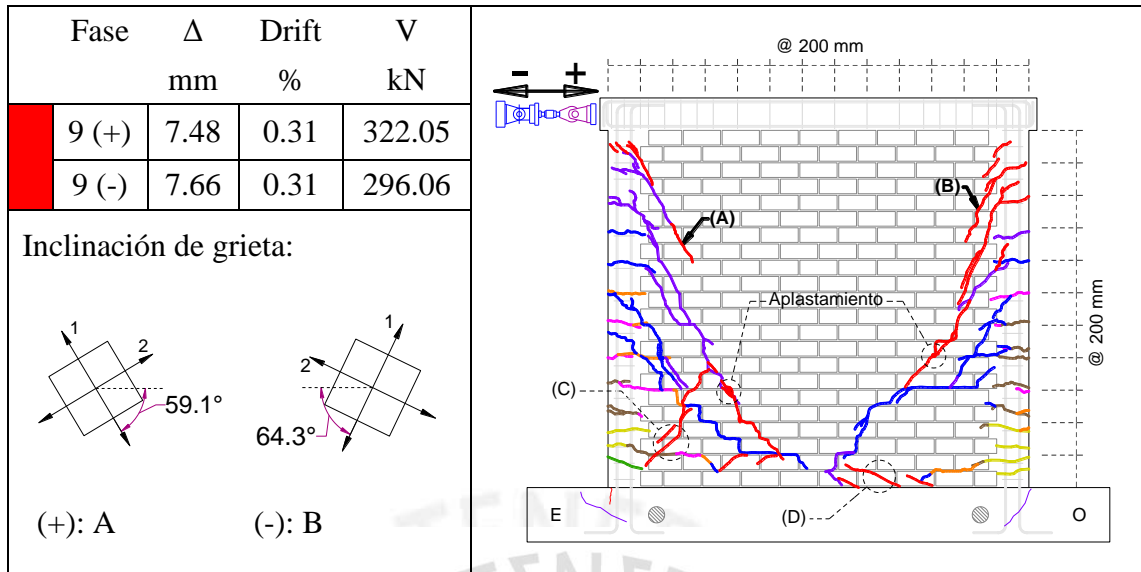 Fase Δ Drift V
mm % kN
9 (+) 7.48 0.31 322.05
9 (-) 7.66 0.31 296.06
Inclinación de grieta:
1
2
59.1°
1
2
64.3°
(+): A (-): B
@ 200 mm
- +
(B)
(A)
Aplastamiento
@ 200 mm
(C)
E (D) O